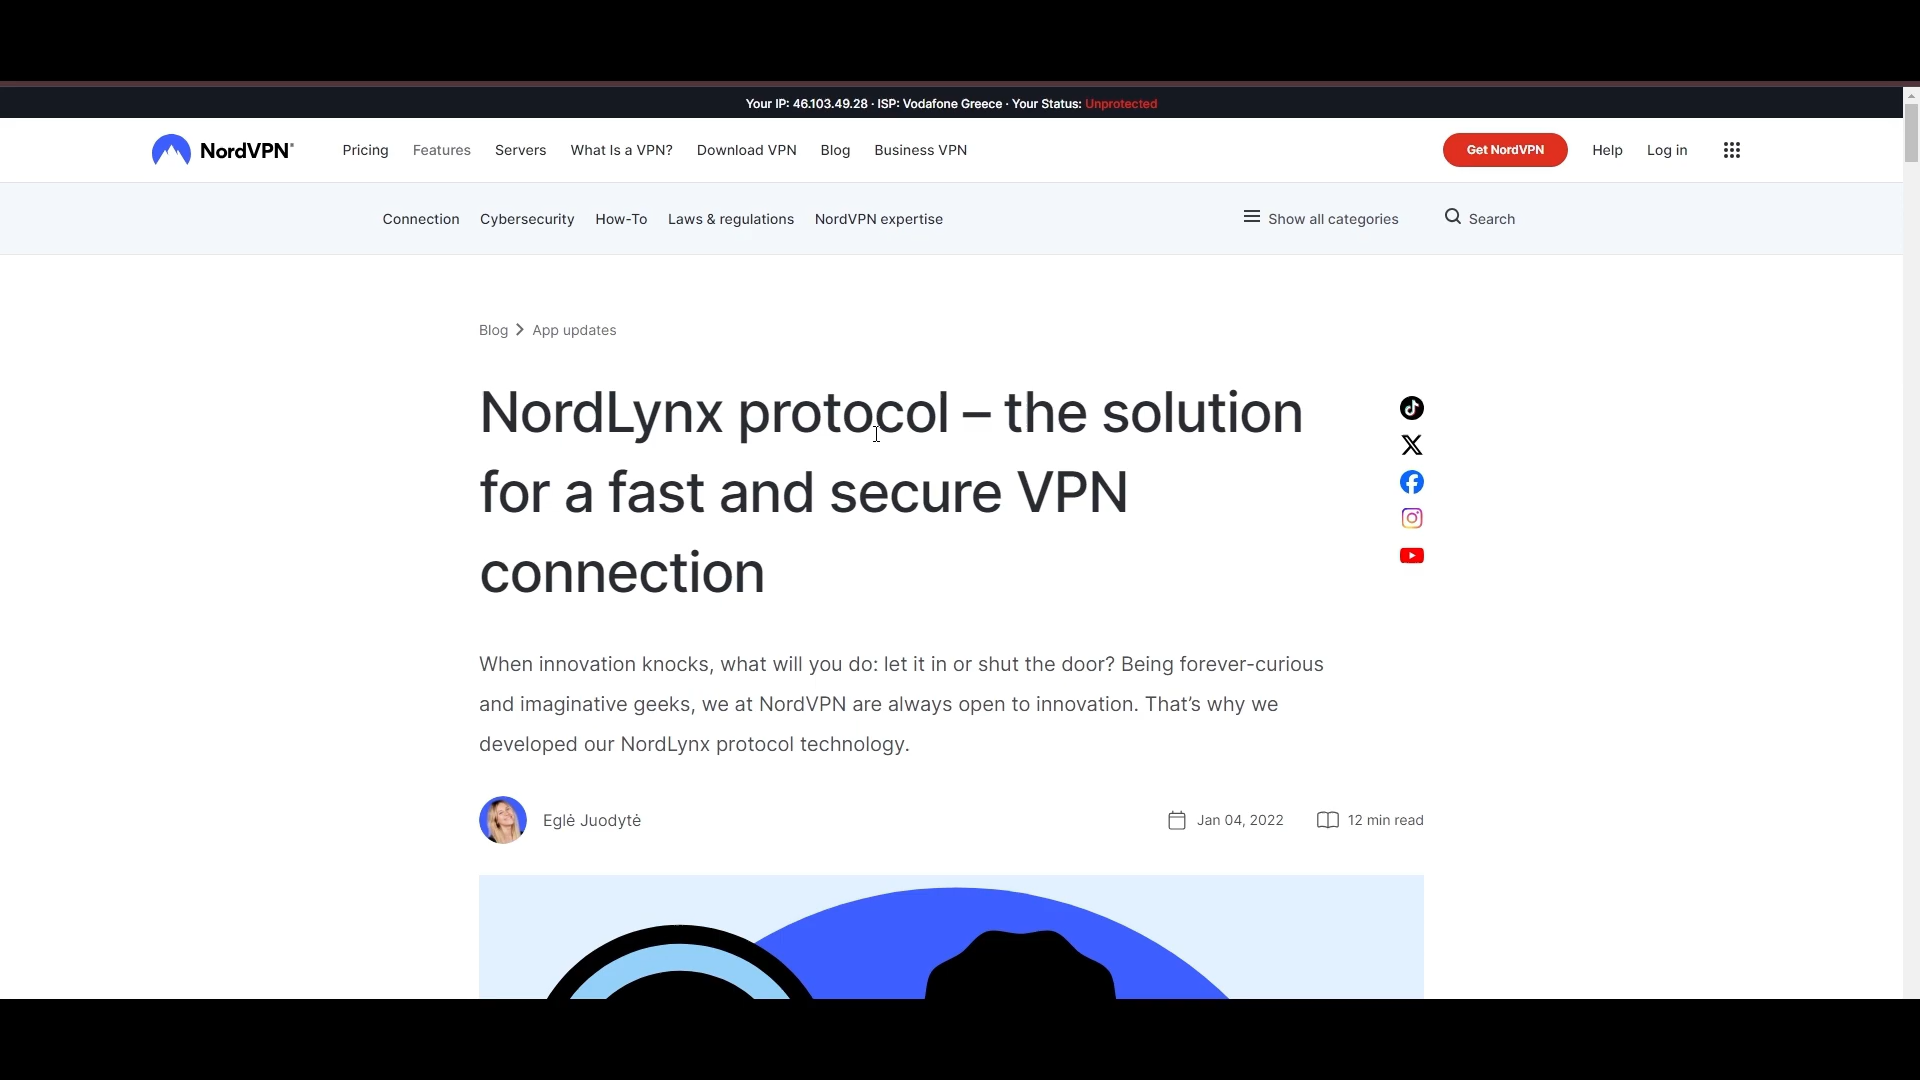 Your IP: 46.103.49.28 · ISP: Vodafone Greece · Your Status: Unprotected
NordVPN®
Pricing
Features
Servers
What Is a VPN?
Download VPN
Blog
Business VPN
Get NordVPN
Help
Log in
Connection
Cybersecurity
How-To
Laws & regulations
NordVPN expertise
Show all categories
Search
Blog
App updates
NordLynx protocol – the solution
for a fast and secure VPN
connection
When innovation knocks, what will you do: let it in or shut the door? Being forever-curious
and imaginative geeks, we at NordVPN are always open to innovation. That’s why we
developed our NordLynx protocol technology.
Eglė Juodytė
Jan 04, 2022
12 min read